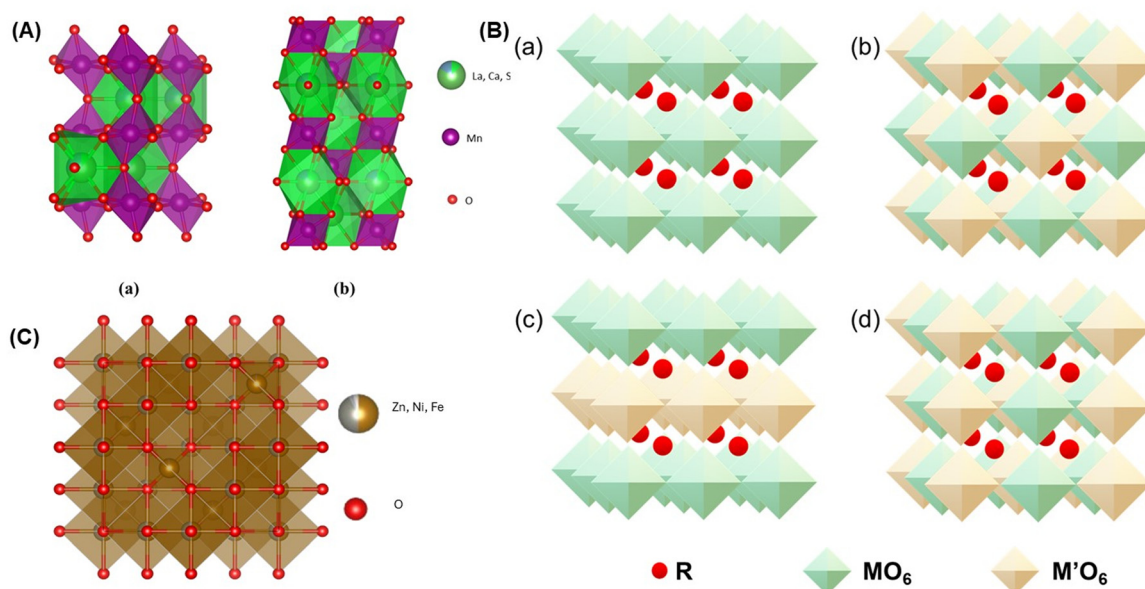 (A)
La, Ca, S
Mn
O
(a)
(b)
(B)
(a)
(b)
(c)
(d)
R
MO₆
M'O₆
(C)
Zn, Ni, Fe
O